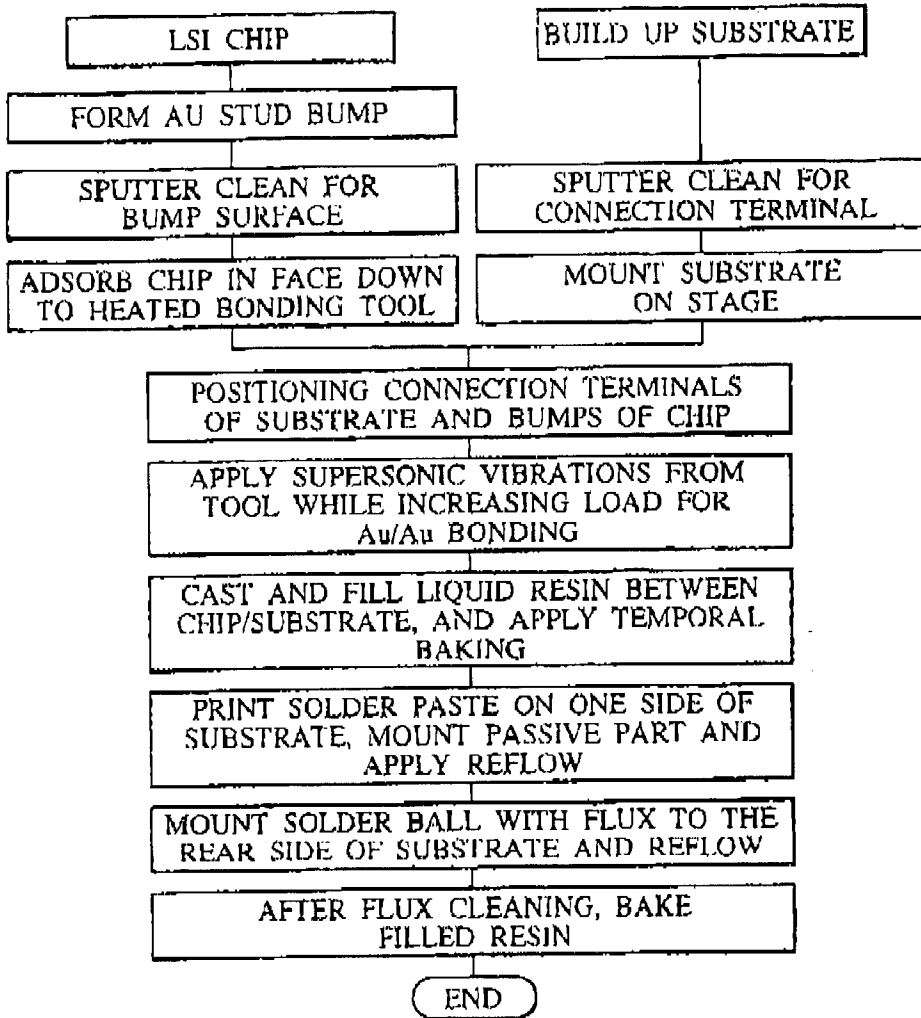 LSI CHIP
BUILD UP SUBSTRATE
FORM AU STUD BUMP
SPUTTER CLEAN FOR
BUMP SURFACE
SPUTTER CLEAN FOR
CONNECTION TERMINAL
ADSORB CHIP IN FACE DOWN
TO HEATED BONDING TOOL
MOUNT SUBSTRATE
ON STAGE
POSITIONING CONNECTION TERMINALS
OF SUBSTRATE AND BUMPS OF CHIP
APPLY SUPERSONIC VIBRATIONS FROM
TOOL WHILE INCREASING LOAD FOR
Au/Au BONDING
CAST AND FILL LIQUID RESIN BETWEEN
CHIP/SUBSTRATE, AND APPLY TEMPORAL
BAKING
PRINT SOLDER PASTE ON ONE SIDE OF
SUBSTRATE, MOUNT PASSIVE PART AND
APPLY REFLOW
MOUNT SOLDER BALL WITH FLUX TO THE
REAR SIDE OF SUBSTRATE AND REFLOW
AFTER FLUX CLEANING, BAKE
FILLED RESIN
END